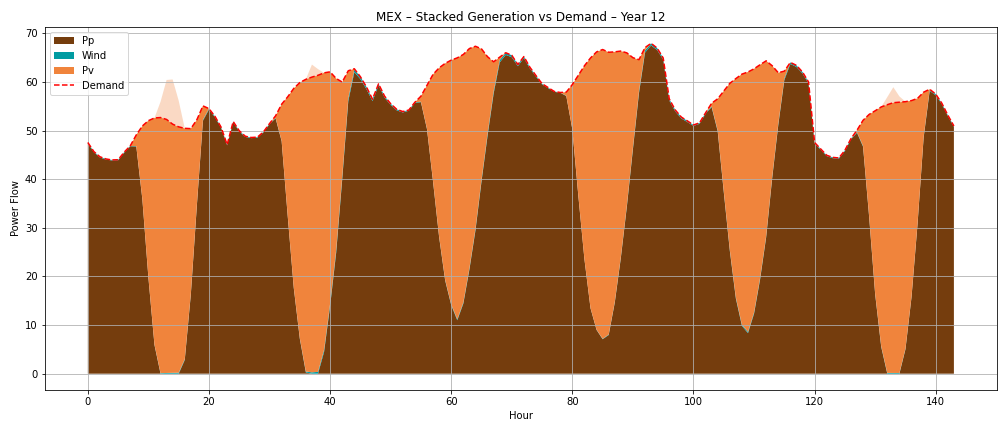 MEX – Stacked Generation vs Demand – Year 12
Pp
Wind
Pv
Demand
Power Flow
70
60
50
40
30
20
10
0
0 20 40 60 80 100 120 140
Hour